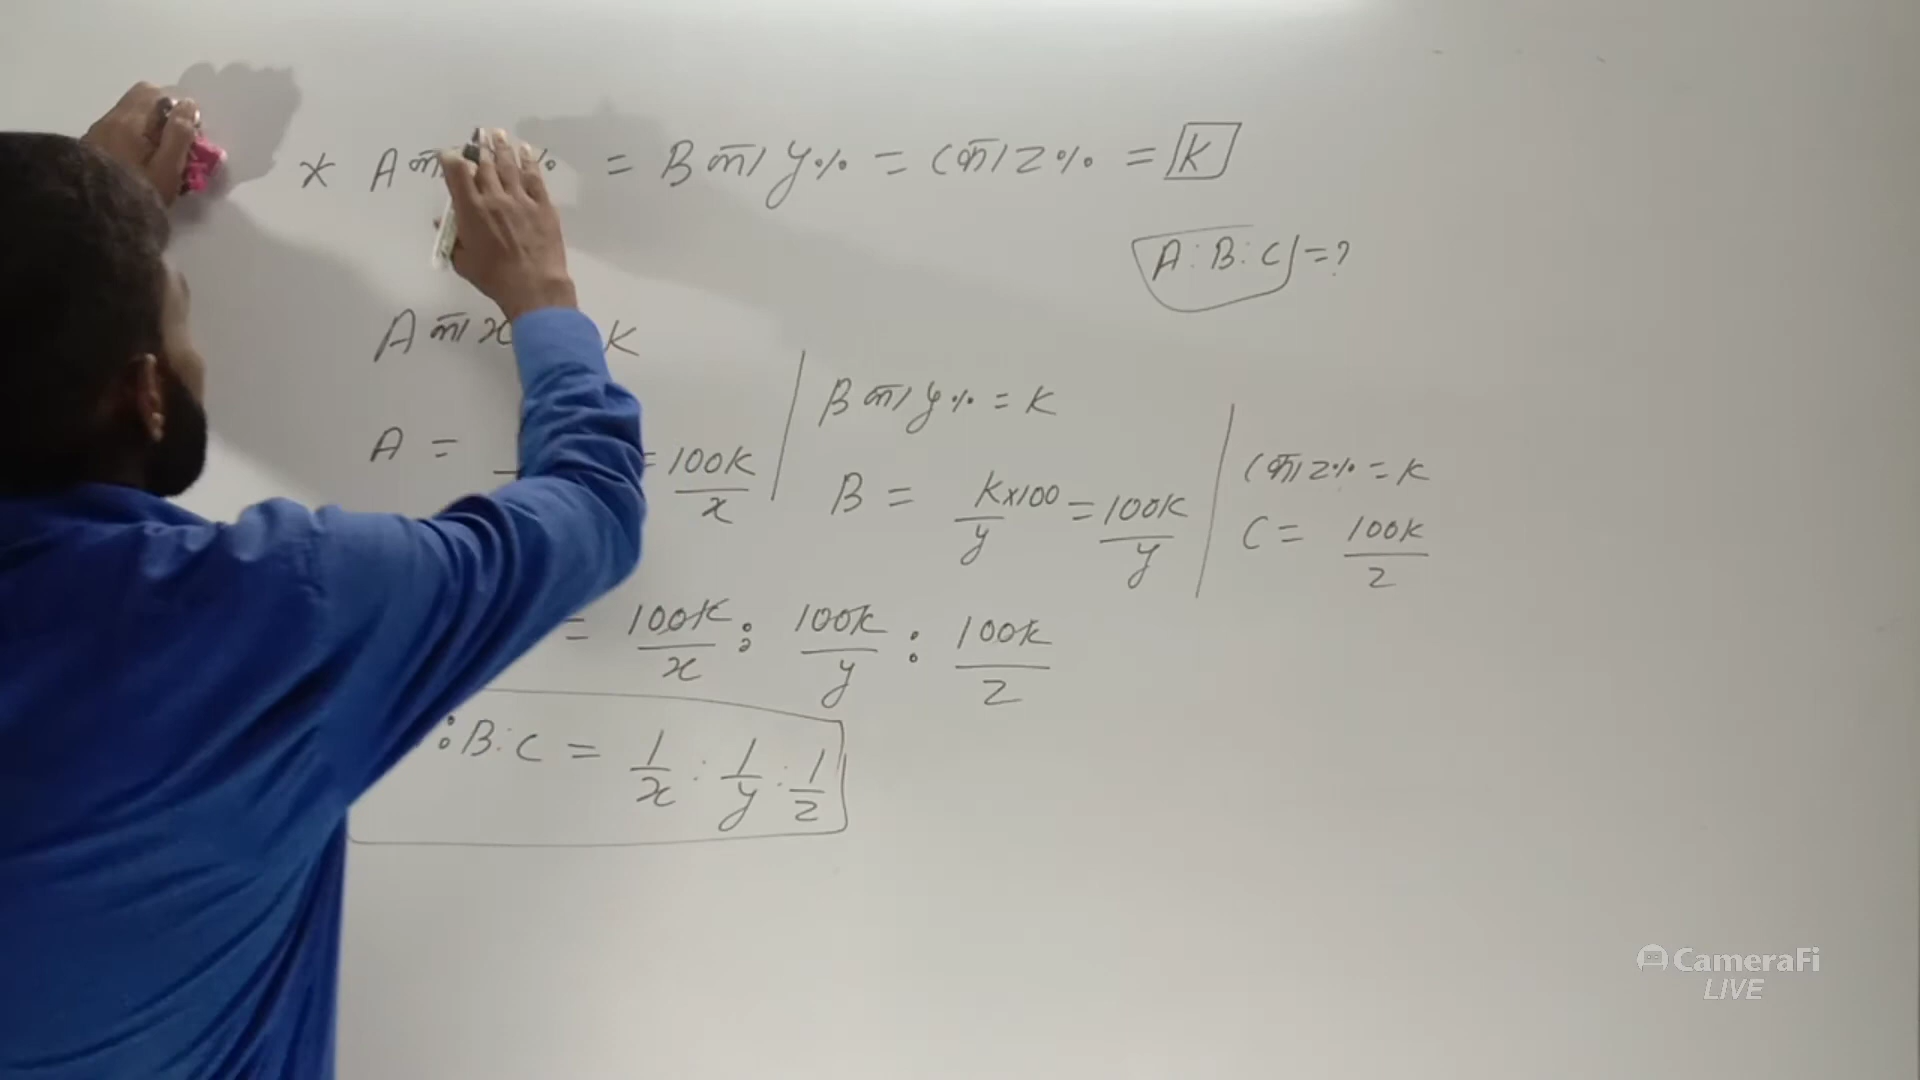 * A का % = B का y% = C का z% = K
A : B : C = ?
A का x K
A = = 100K/x
B का y% = K
B = K×100/y = 100K/y
C का z% = K
C = 100K/z
= 100K/x : 100K/y : 100K/z
: B : C = 1/x : 1/y : 1/z
CameraFi
LIVE